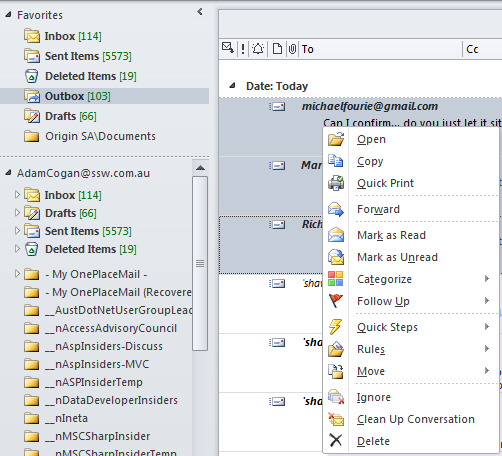 Favorites
Inbox [114]
Sent Items [5573]
Deleted Items [19]
Outbox [103]
Drafts [66]
Origin SA\Documents
AdamCogan@ssw.com.au
Inbox [114]
Drafts [66]
Sent Items [5573]
Deleted Items [19]
- My OnePlaceMail -
- My OnePlaceMail (Recovere
__AustDotNetUserGroupLead
__nAccessAdvisoryCouncil
__nAspInsiders-Discuss
__nAspInsiders-MVC
__nASPInsiderTemp
__nDataDeveloperInsiders
__nIneta
__nMSCSharpInsider
__nMSCSharpInsiderTemp
To
Cc
Date: Today
michaelfourie@gmail.com
Can I confirm... do you just let it sit
Mar
Rich
'sha
'sha
'sha
Open
Copy
Quick Print
Forward
Mark as Read
Mark as Unread
Categorize
Follow Up
Quick Steps
Rules
Move
Ignore
Clean Up Conversation
Delete